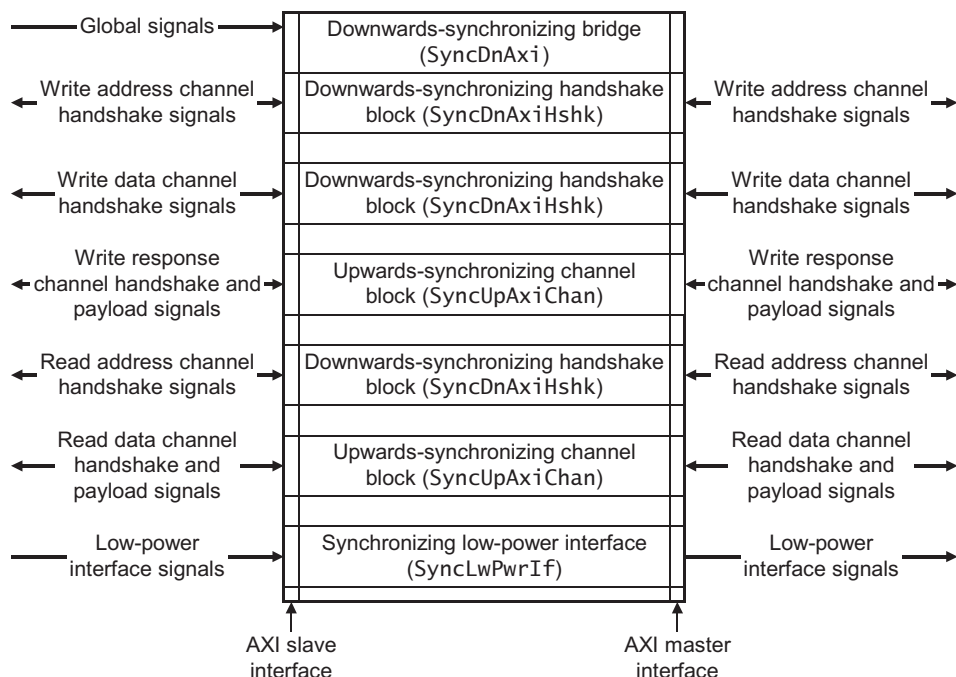 Global signals
Downwards-synchronizing bridge
(SyncDnAxi)
Write address channel
handshake signals
Downwards-synchronizing handshake
block (SyncDnAxiHshk)
Write address channel
handshake signals
Write data channel
handshake signals
Downwards-synchronizing handshake
block (SyncDnAxiHshk)
Write data channel
handshake signals
Write response
channel handshake and
payload signals
Upwards-synchronizing channel
block (SyncUpAxiChan)
Write response
channel handshake and
payload signals
Read address channel
handshake signals
Downwards-synchronizing handshake
block (SyncDnAxiHshk)
Read address channel
handshake signals
Read data channel
handshake and
payload signals
Upwards-synchronizing channel
block (SyncUpAxiChan)
Read data channel
handshake and
payload signals
Low-power
interface signals
Synchronizing low-power interface
(SyncLwPwrIf)
Low-power
interface signals
AXI slave
interface
AXI master
interface